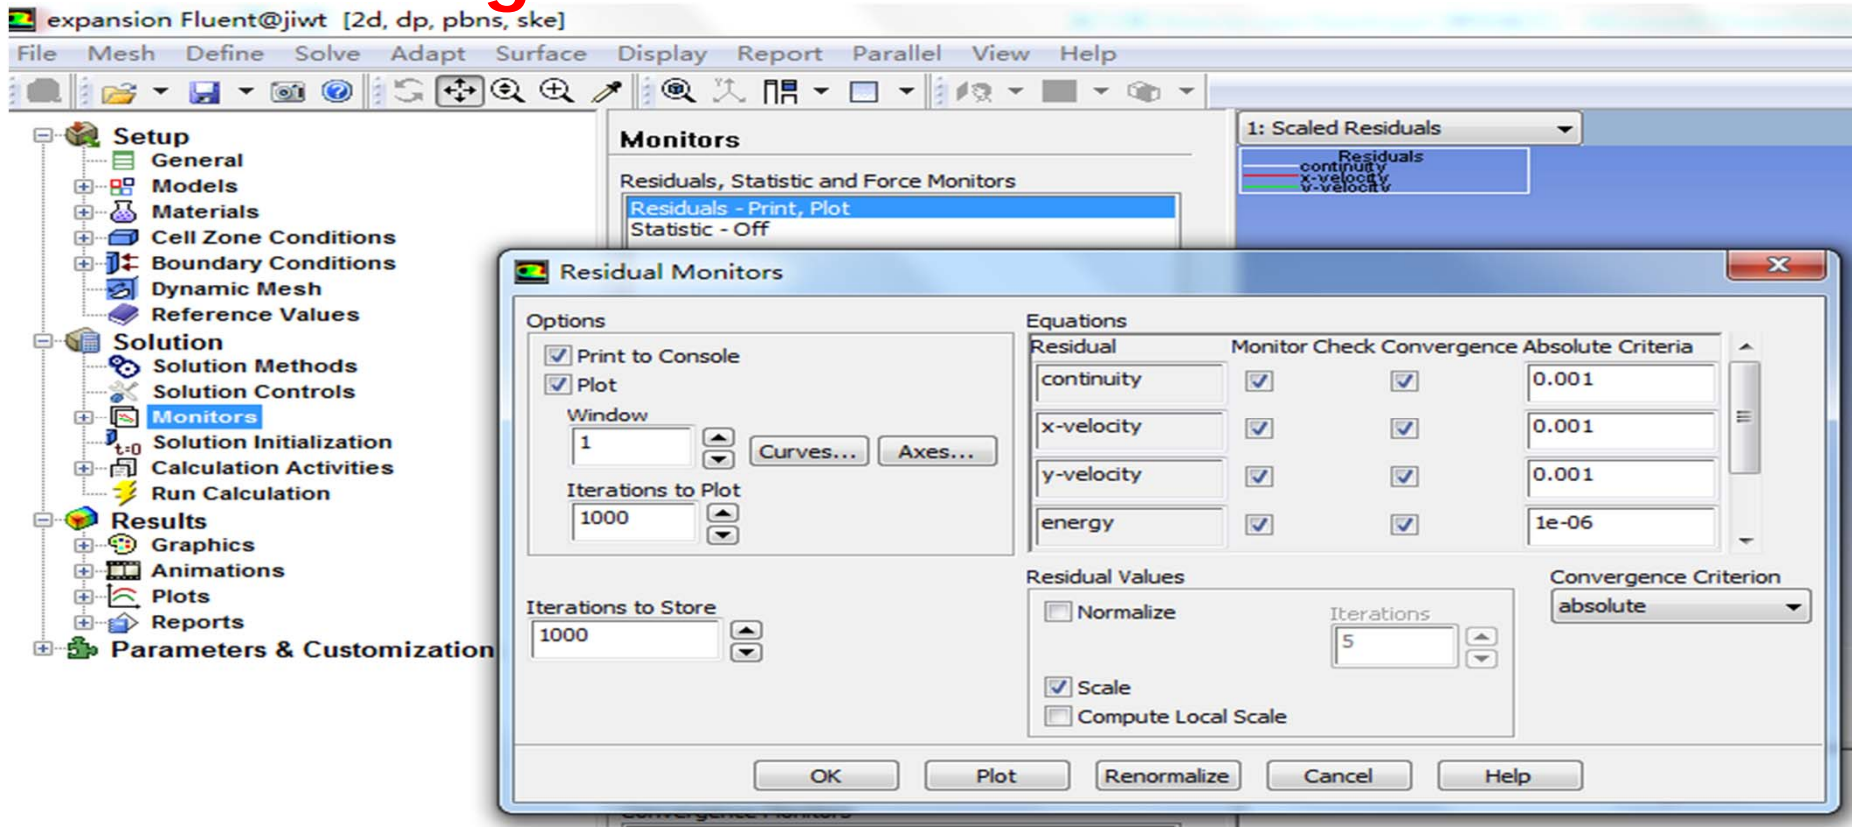 expansion Fluent@jiwt [2d, dp, pbns, ske]
File Mesh Define Solve Adapt Surface Display Report Parallel View Help
Setup
General
Models
Materials
Cell Zone Conditions
Boundary Conditions
Dynamic Mesh
Reference Values
Solution
Solution Methods
Solution Controls
Monitors
t=0 Solution Initialization
Calculation Activities
Run Calculation
Results
Graphics
Animations
Plots
Reports
Parameters & Customization
Monitors
Residuals, Statistic and Force Monitors
Residuals - Print, Plot
Statistic - Off
1: Scaled Residuals
Residuals
continuity
x-velocity
y-velocity
Residual Monitors
Options
Print to Console
Plot
Window
1
Curves... Axes...
Iterations to Plot
1000
Iterations to Store
1000
Equations
Residual Monitor Check Convergence Absolute Criteria
continuity 0.001
x-velocity 0.001
y-velocity 0.001
energy 1e-06
Residual Values
Normalize
Iterations
5
Scale
Compute Local Scale
Convergence Criterion
absolute
OK Plot Renormalize Cancel Help